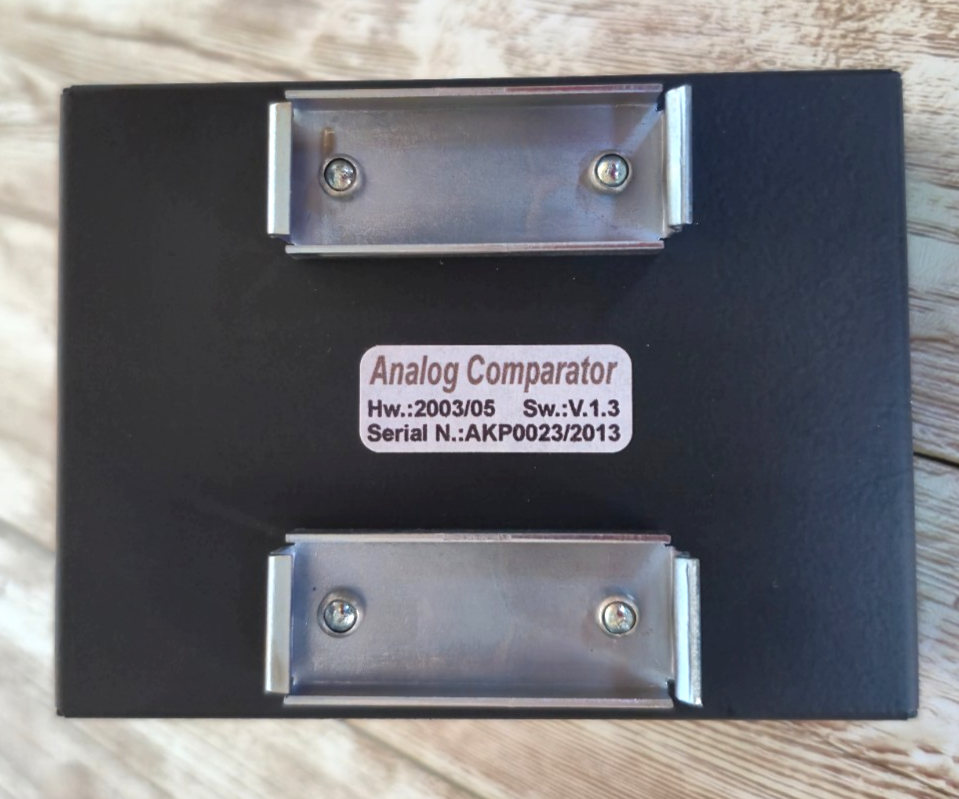 Analog Comparator
Hw.:2003/05 Sw.:V.1.3
Serial N.:AKP0023/2013